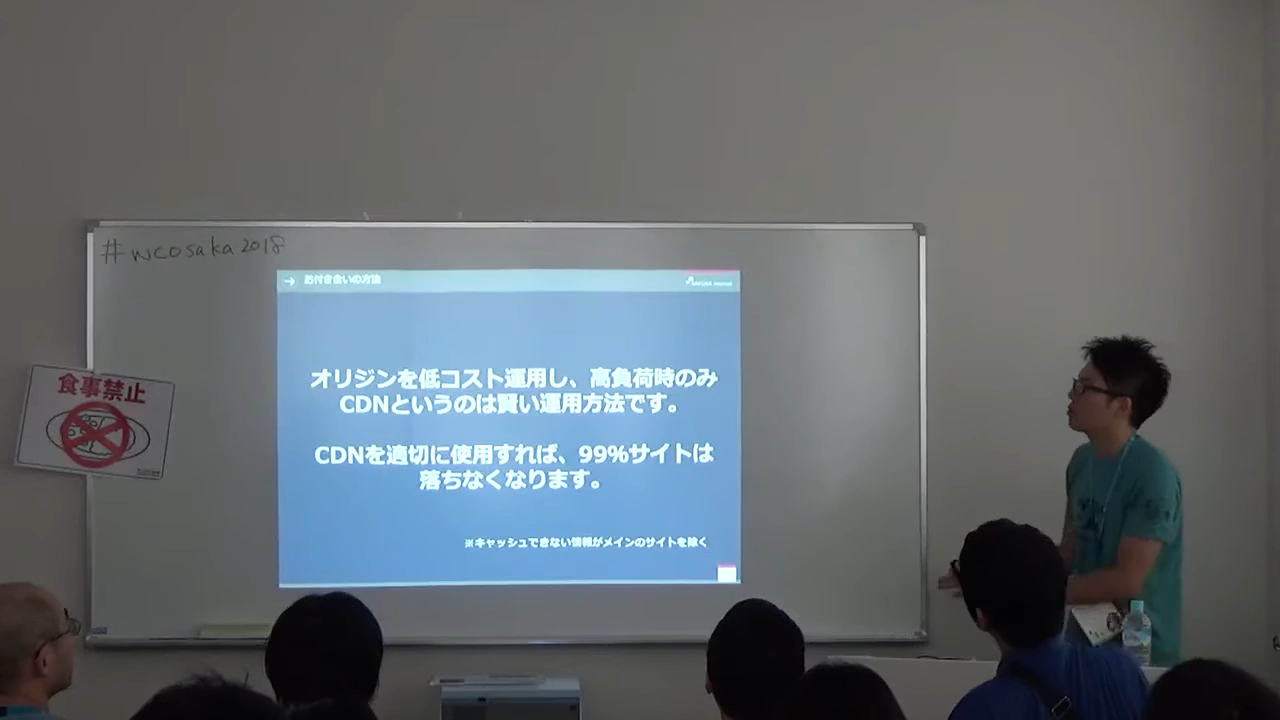 #wcosaka2018
お付き合いの方法
SAKURA internet
食事禁止
オリジンを低コスト運用し、高負荷時のみ
CDNというのは賢い運用方法です。
CDNを適切に使用すれば、99%サイトは
落ちなくなります。
※キャッシュできない情報がメインのサイトを除く